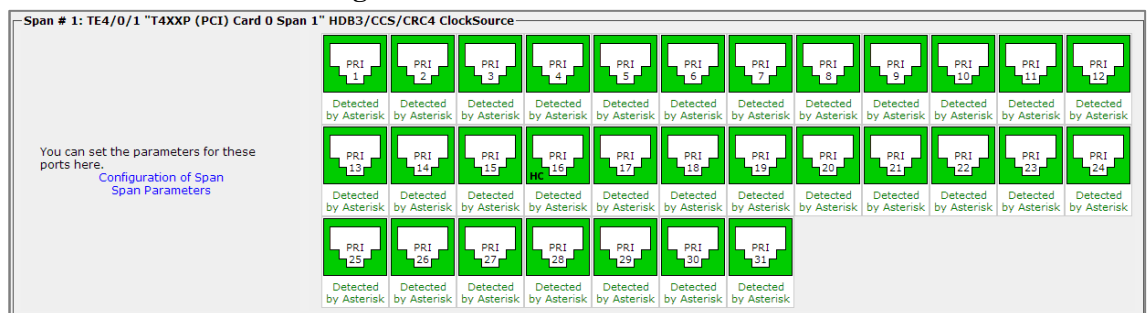 Span # 1: TE4/0/1 "T4XXP (PCI) Card 0 Span 1" HDB3/CCS/CRC4 ClockSource
PRI PRI PRI PRI PRI PRI PRI PRI PRI PRI PRI PRI
1 2 3 4 5 6 7 8 9 10 11 12
Detected Detected Detected Detected Detected Detected Detected Detected Detected Detected Detected Detected
by Asterisk by Asterisk by Asterisk by Asterisk by Asterisk by Asterisk by Asterisk by Asterisk by Asterisk by Asterisk by Asterisk by Asterisk
You can set the parameters for these
ports here.
Configuration of Span
Span Parameters
PRI PRI PRI PRI PRI PRI PRI PRI PRI PRI PRI PRI
13 14 15 HC 16 17 18 19 20 21 22 23 24
Detected Detected Detected Detected Detected Detected Detected Detected Detected Detected Detected Detected
by Asterisk by Asterisk by Asterisk by Asterisk by Asterisk by Asterisk by Asterisk by Asterisk by Asterisk by Asterisk by Asterisk by Asterisk
PRI PRI PRI PRI PRI PRI PRI
25 26 27 28 29 30 31
Detected Detected Detected Detected Detected Detected Detected
by Asterisk by Asterisk by Asterisk by Asterisk by Asterisk by Asterisk by Asterisk